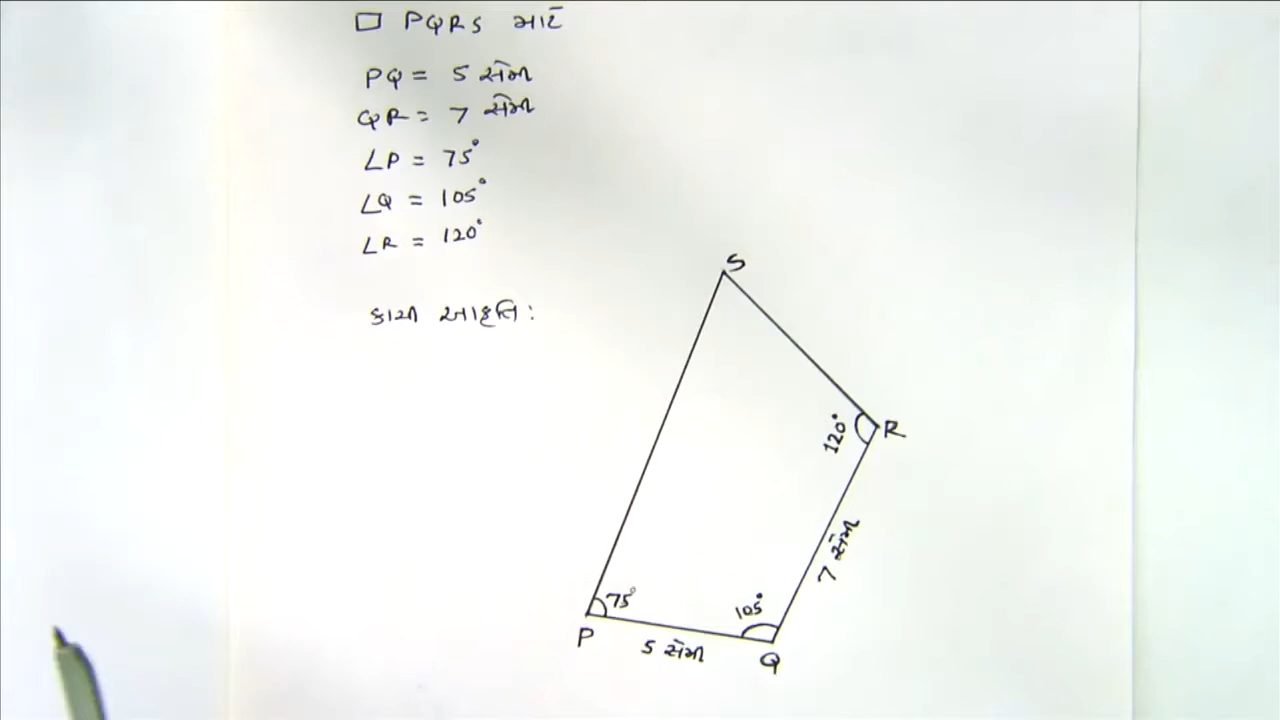 □ PQRS માટે
PQ = 5 સેમી
QR = 7 સેમી
∠P = 75°
∠Q = 105°
∠R = 120°
કાચી આકૃતિ :
S
120°
R
7 સેમી
75°
105°
P
5 સેમી
Q